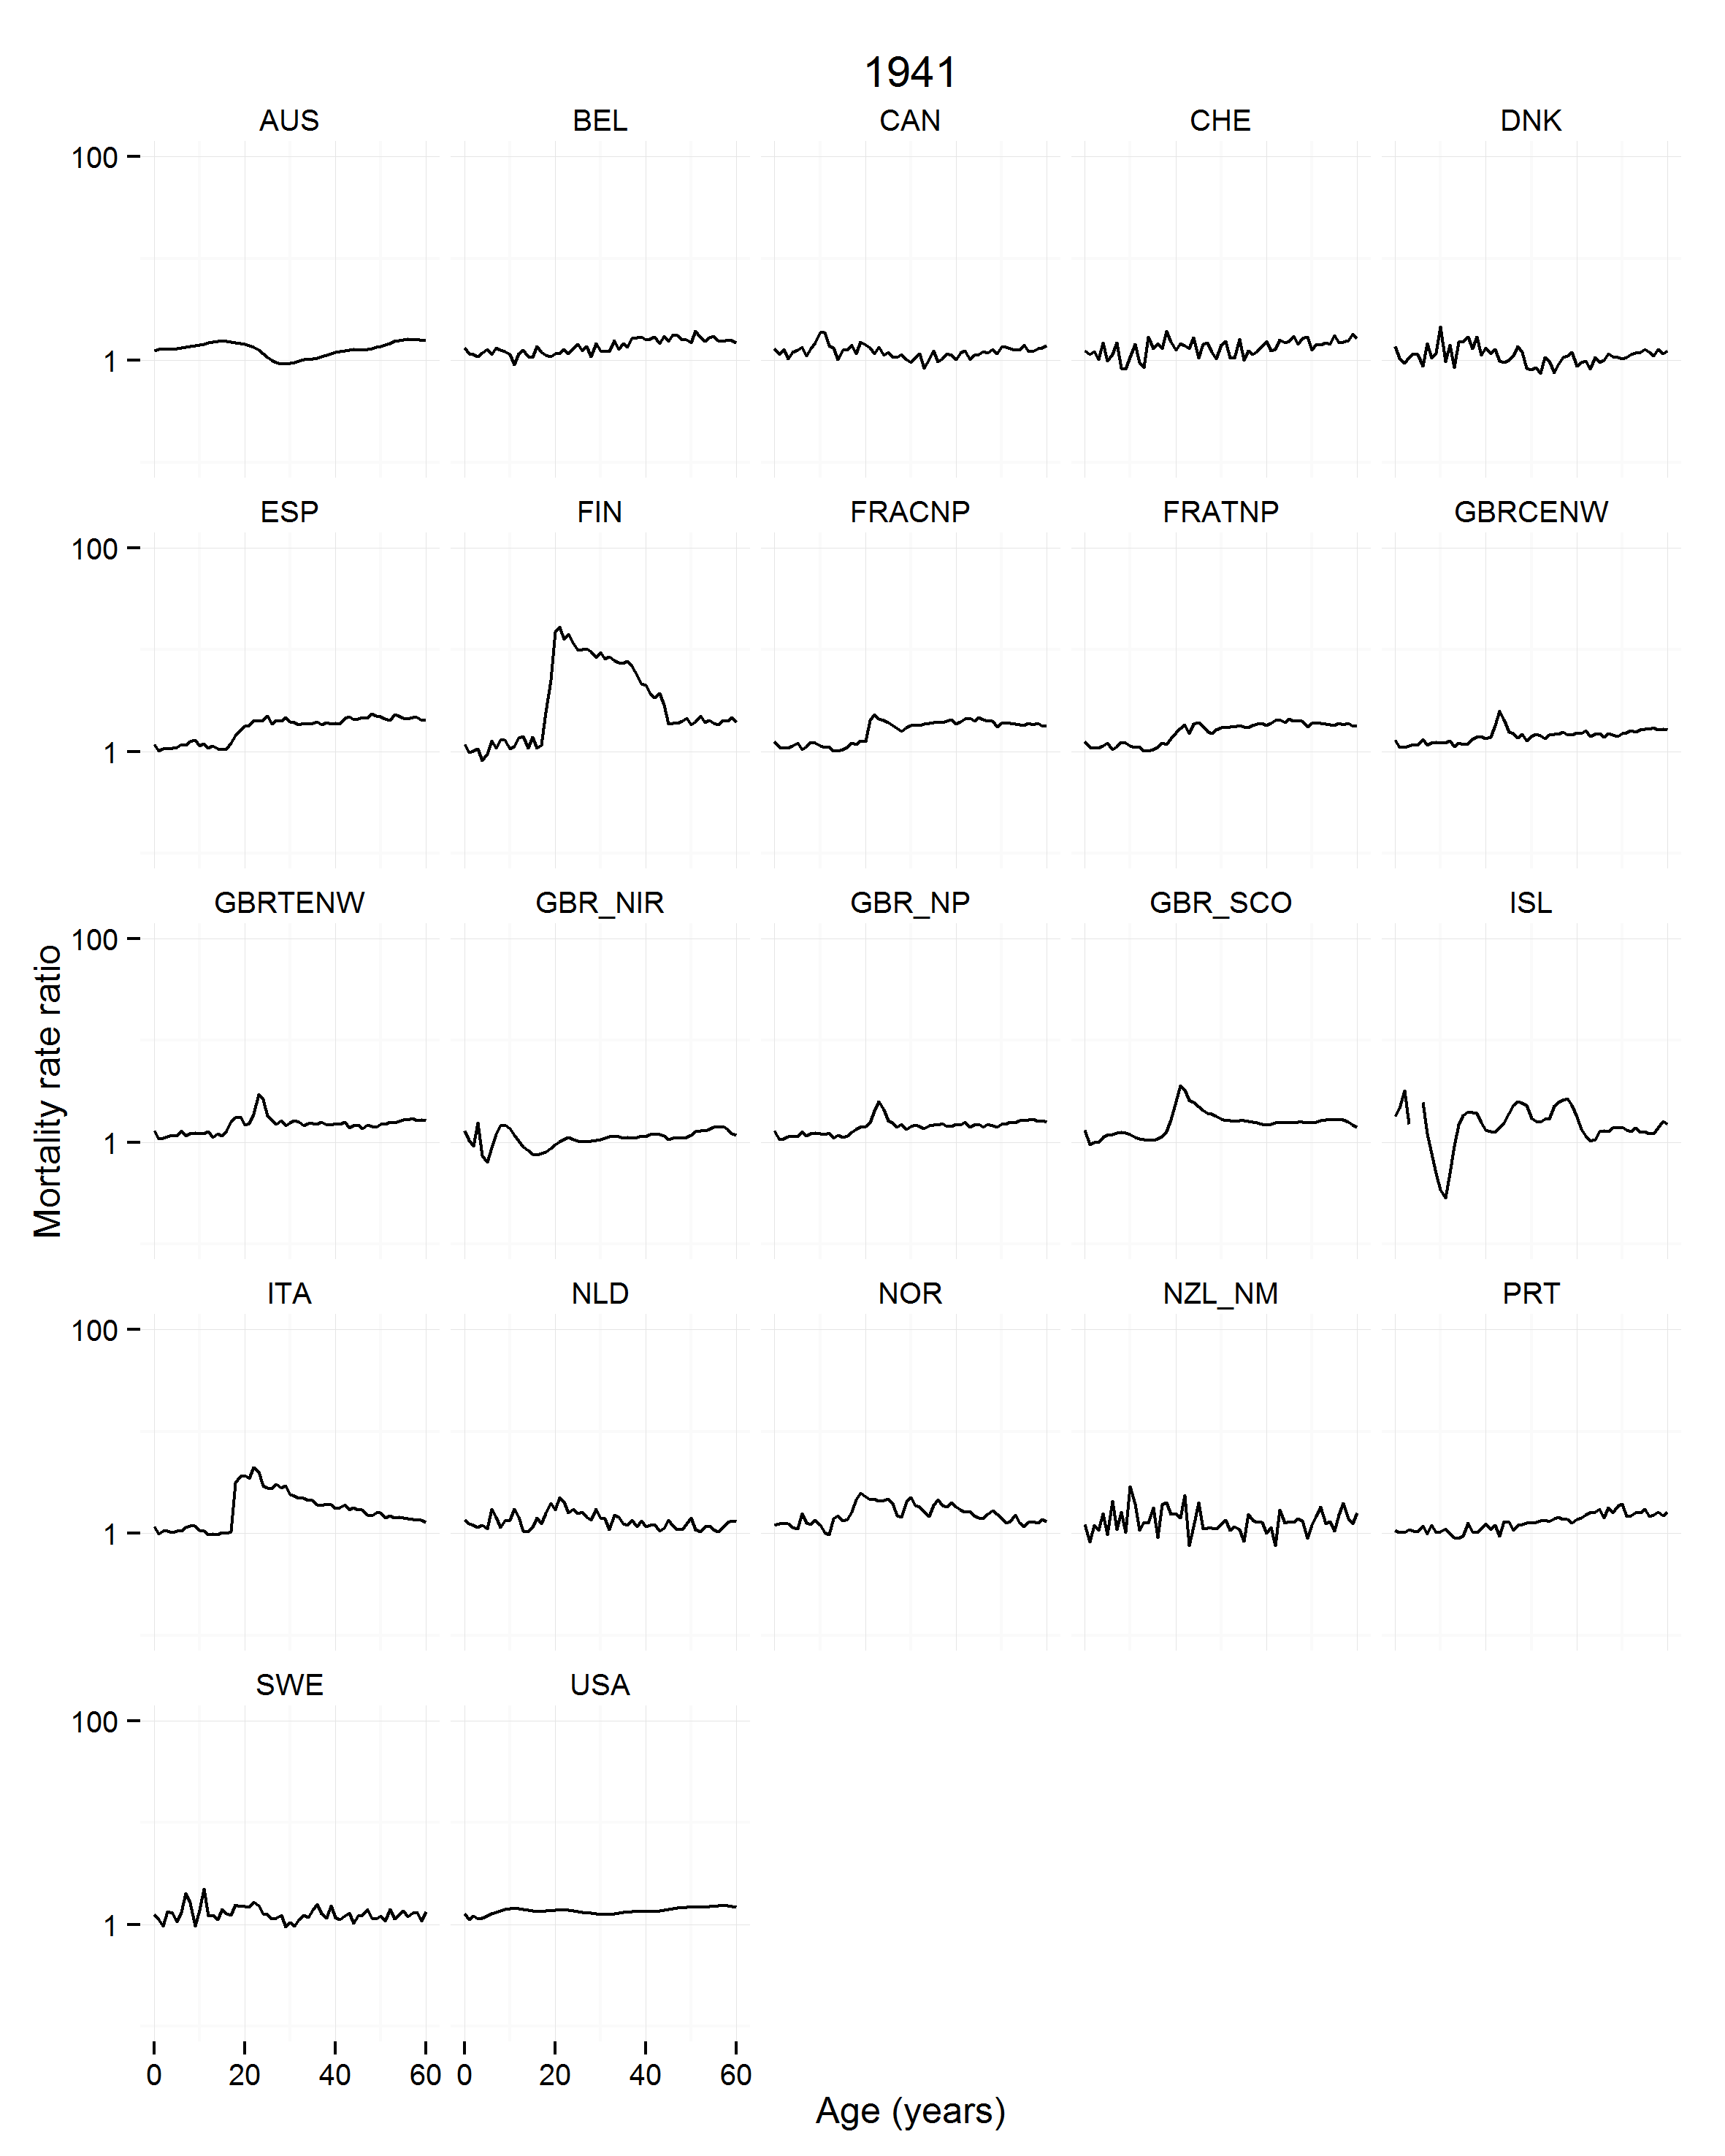 1941
AUS BEL CAN CHE DNK
100
1
ESP FIN FRACNP FRATNP GBRCENW
100
1
GBRTENW GBR_NIR GBR_NP GBR_SCO ISL
100
1
Mortality rate ratio
ITA NLD NOR NZL_NM PRT
100
1
SWE USA
100
1
0 20 40 60 0 20 40 60
Age (years)